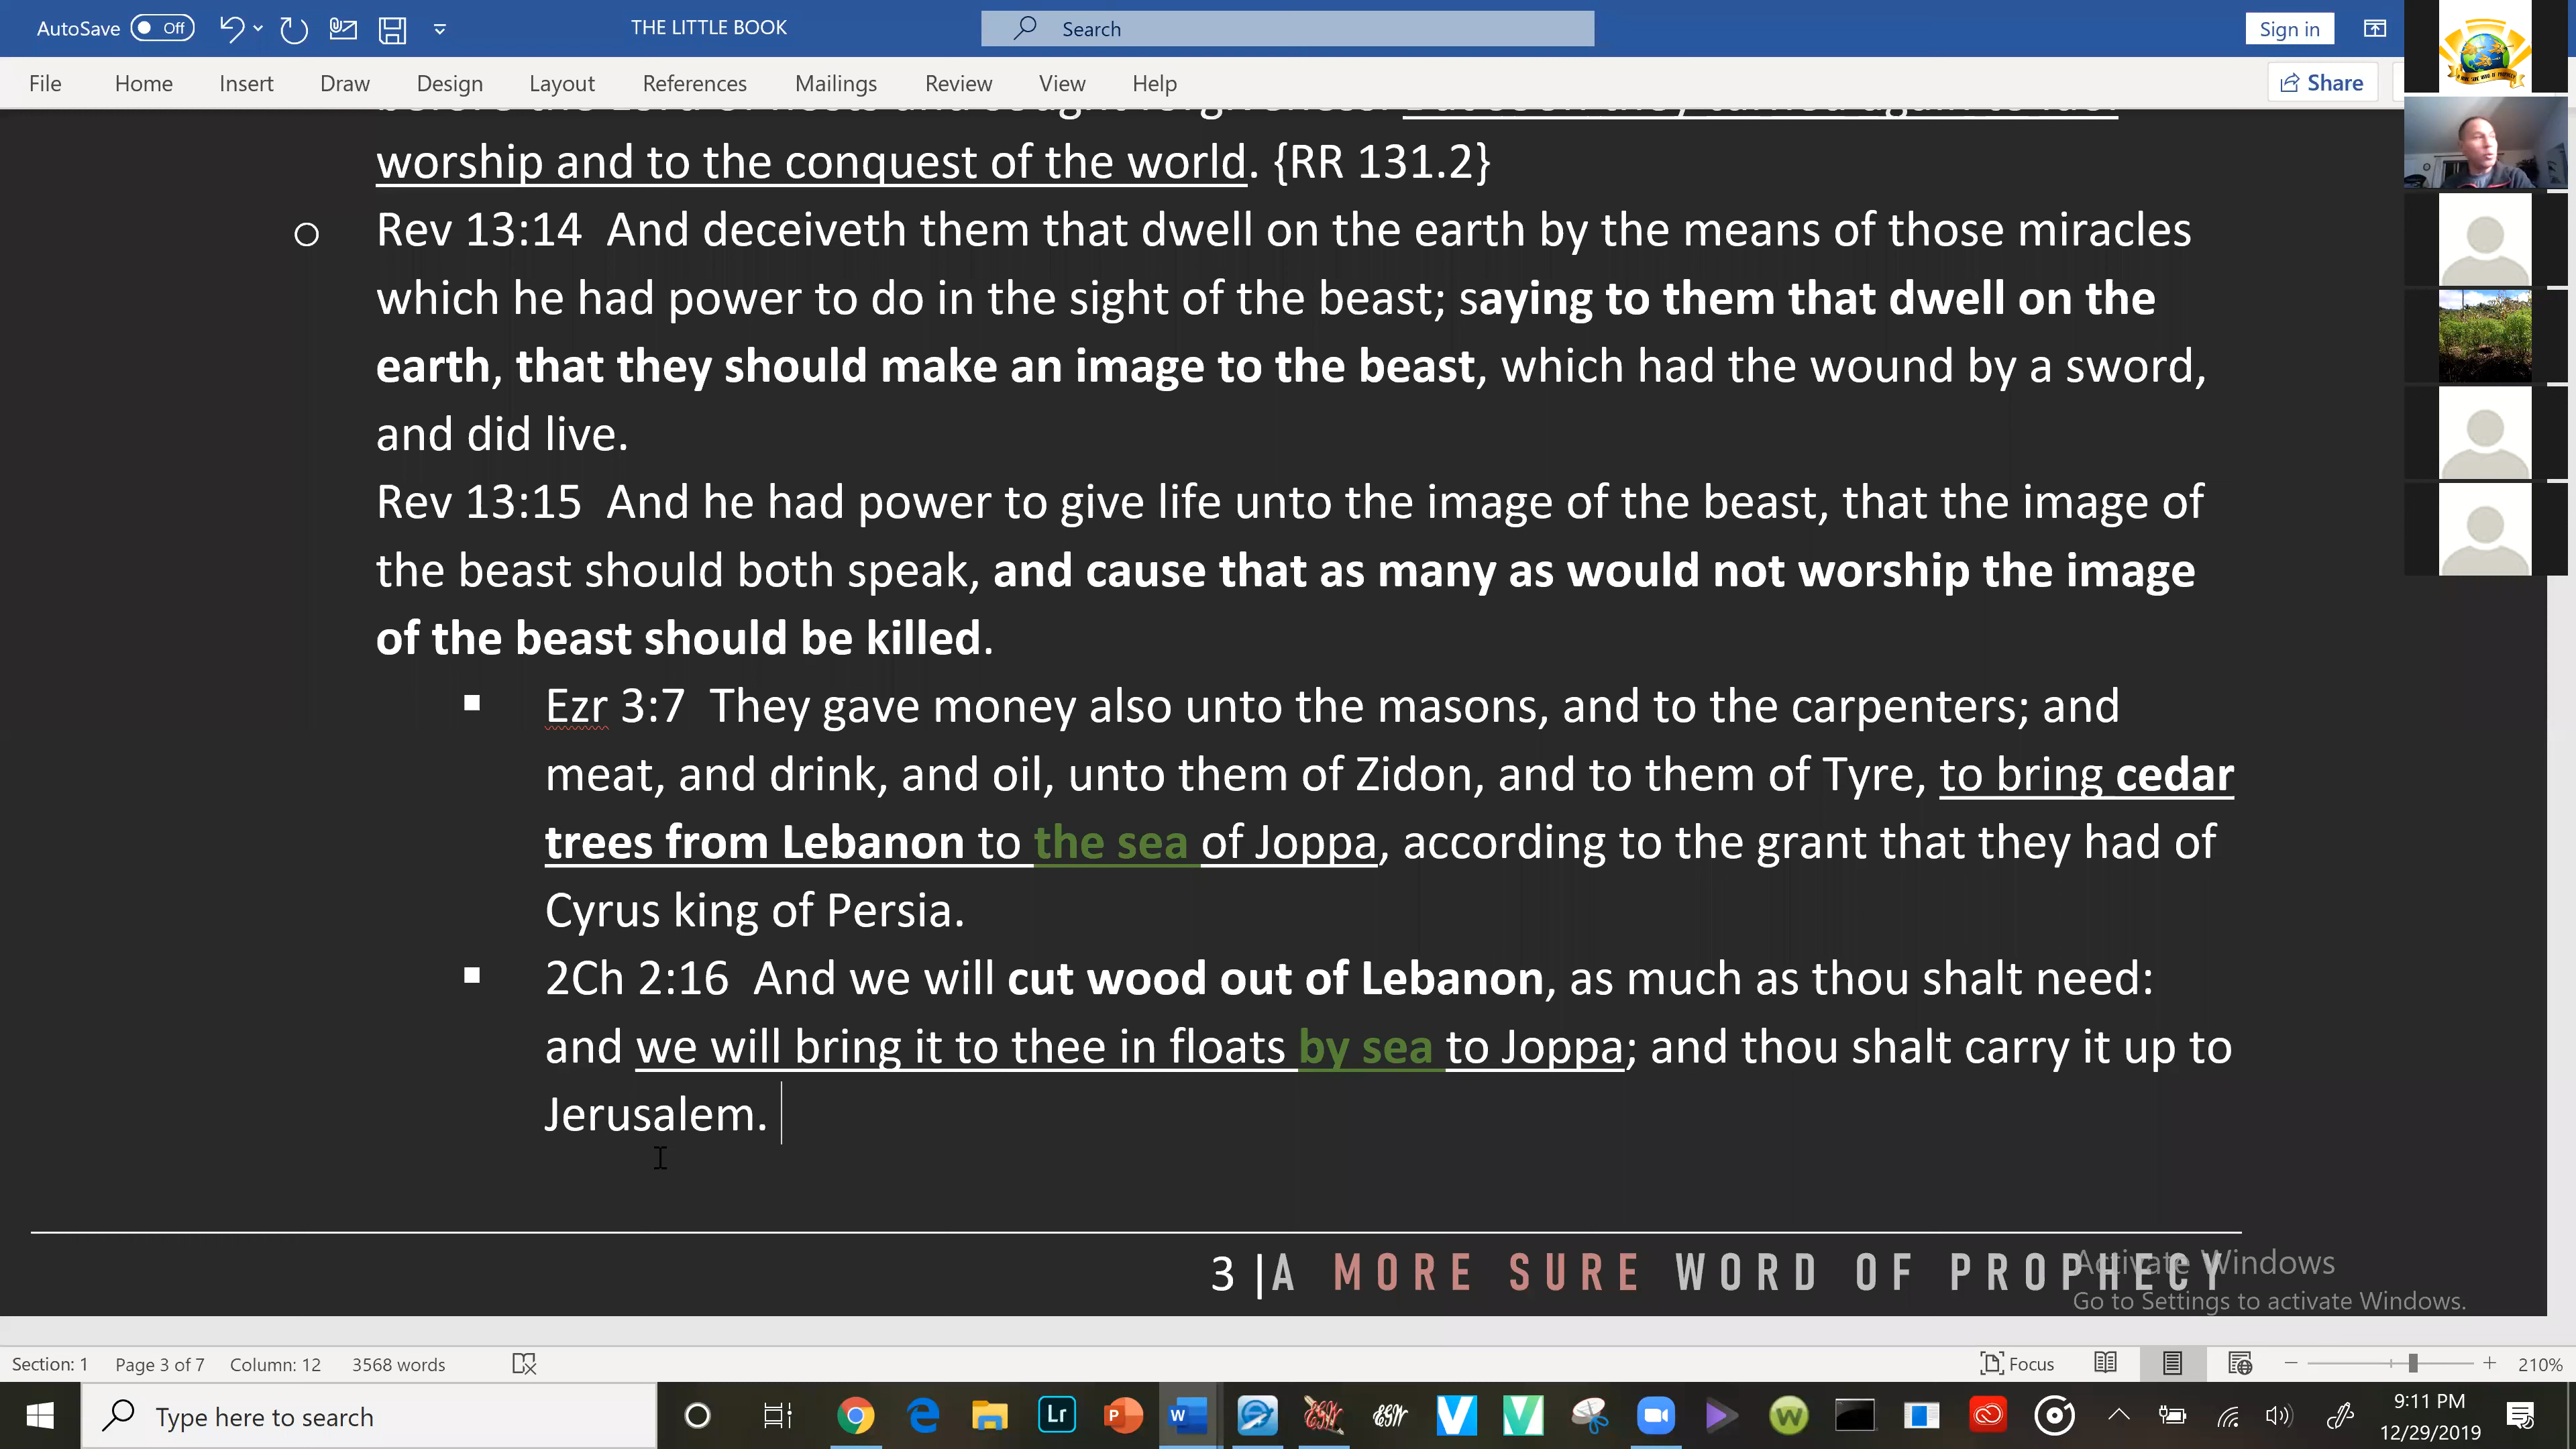 AutoSave Off THE LITTLE BOOK Search Sign in
File Home Insert Draw Design Layout References Mailings Review View Help Share
worship and to the conquest of the world. {RR 131.2}
Rev 13:14 And deceiveth them that dwell on the earth by the means of those miracles
which he had power to do in the sight of the beast; saying to them that dwell on the
earth, that they should make an image to the beast, which had the wound by a sword,
and did live.
Rev 13:15 And he had power to give life unto the image of the beast, that the image of
the beast should both speak, and cause that as many as would not worship the image
of the beast should be killed.
Ezr 3:7 They gave money also unto the masons, and to the carpenters; and
meat, and drink, and oil, unto them of Zidon, and to them of Tyre, to bring cedar
trees from Lebanon to the sea of Joppa, according to the grant that they had of
Cyrus king of Persia.
2Ch 2:16 And we will cut wood out of Lebanon, as much as thou shalt need:
and we will bring it to thee in floats by sea to Joppa; and thou shalt carry it up to
Jerusalem.
3 |A MORE SURE WORD OF PROPHECY
Activate Windows
Go to Settings to activate Windows.
Section: 1 Page 3 of 7 Column: 12 3568 words Focus 210%
Type here to search Lr P W EGW EGW V V W 9:11 PM
12/29/2019